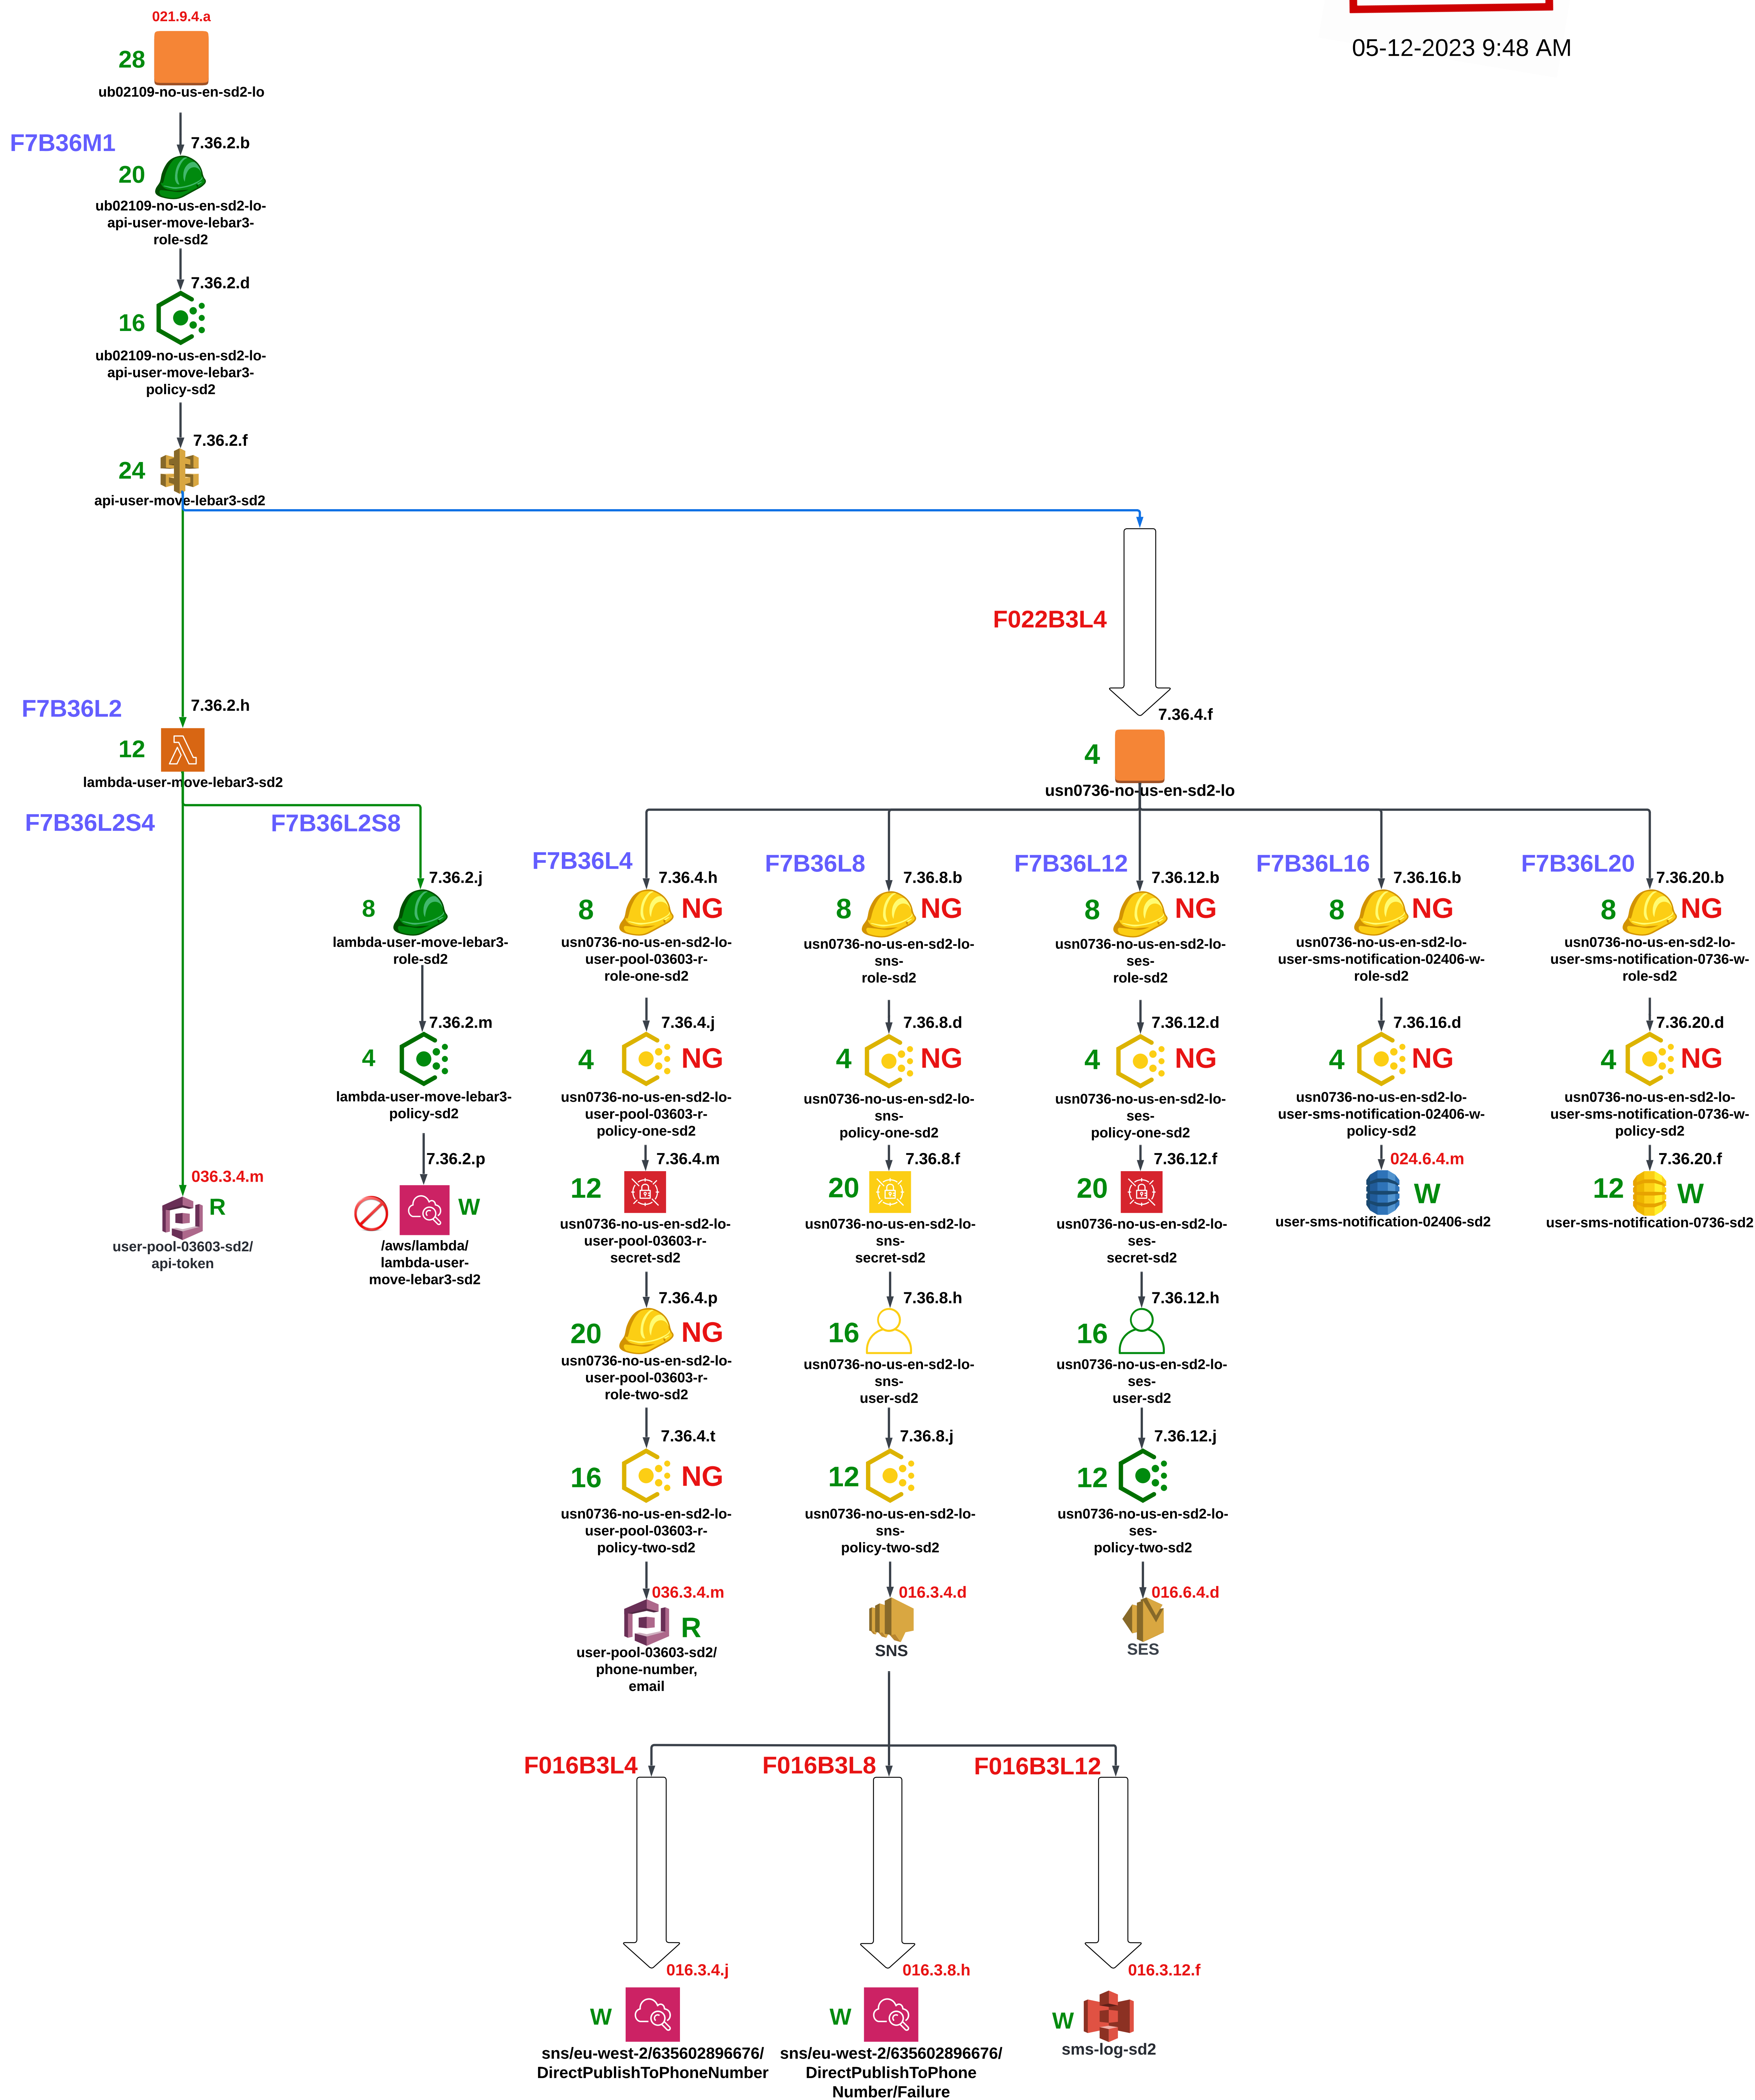 021.9.4.a
05-12-2023 9:48 AM
28
ub02109-no-us-en-sd2-lo
F7B36M1
7.36.2.b
20
ub02109-no-us-en-sd2-lo-
api-user-move-lebar3-
role-sd2
7.36.2.d
16
ub02109-no-us-en-sd2-lo-
api-user-move-lebar3-
policy-sd2
7.36.2.f
24
api-user-move-lebar3-sd2
F022B3L4
F7B36L2
7.36.2.h
12
lambda-user-move-lebar3-sd2
7.36.4.f
4
usn0736-no-us-en-sd2-lo
F7B36L2S4
036.3.4.m
R
user-pool-03603-sd2/
api-token
F7B36L2S8
7.36.2.j
8
lambda-user-move-lebar3-
role-sd2
7.36.2.m
4
lambda-user-move-lebar3-
policy-sd2
7.36.2.p
W
/aws/lambda/
lambda-user-
move-lebar3-sd2
F7B36L4
7.36.4.h
8
NG
usn0736-no-us-en-sd2-lo-
user-pool-03603-r-
role-one-sd2
7.36.4.j
4
NG
usn0736-no-us-en-sd2-lo-
user-pool-03603-r-
policy-one-sd2
7.36.4.m
12
usn0736-no-us-en-sd2-lo-
user-pool-03603-r-
secret-sd2
7.36.4.p
20
NG
usn0736-no-us-en-sd2-lo-
user-pool-03603-r-
role-two-sd2
7.36.4.t
16
NG
usn0736-no-us-en-sd2-lo-
user-pool-03603-r-
policy-two-sd2
036.3.4.m
R
user-pool-03603-sd2/
phone-number,
email
F7B36L8
7.36.8.b
8
NG
usn0736-no-us-en-sd2-lo-
sns-
role-sd2
7.36.8.d
4
NG
usn0736-no-us-en-sd2-lo-
sns-
policy-one-sd2
7.36.8.f
20
usn0736-no-us-en-sd2-lo-
sns-
secret-sd2
7.36.8.h
16
usn0736-no-us-en-sd2-lo-
sns-
user-sd2
7.36.8.j
12
usn0736-no-us-en-sd2-lo-
sns-
policy-two-sd2
016.3.4.d
SNS
F7B36L12
7.36.12.b
8
NG
usn0736-no-us-en-sd2-lo-
ses-
role-sd2
7.36.12.d
4
NG
usn0736-no-us-en-sd2-lo-
ses-
policy-one-sd2
7.36.12.f
20
usn0736-no-us-en-sd2-lo-
ses-
secret-sd2
7.36.12.h
16
usn0736-no-us-en-sd2-lo-
ses-
user-sd2
7.36.12.j
12
usn0736-no-us-en-sd2-lo-
ses-
policy-two-sd2
016.6.4.d
SES
F7B36L16
7.36.16.b
8
NG
usn0736-no-us-en-sd2-lo-
user-sms-notification-02406-w-
role-sd2
7.36.16.d
4
NG
usn0736-no-us-en-sd2-lo-
user-sms-notification-02406-w-
policy-sd2
024.6.4.m
W
user-sms-notification-02406-sd2
F7B36L20
7.36.20.b
8
NG
usn0736-no-us-en-sd2-lo-
user-sms-notification-0736-w-
role-sd2
7.36.20.d
4
NG
usn0736-no-us-en-sd2-lo-
user-sms-notification-0736-w-
policy-sd2
7.36.20.f
12
W
user-sms-notification-0736-sd2
F016B3L4
016.3.4.j
W
sns/eu-west-2/635602896676/
DirectPublishToPhoneNumber
F016B3L8
016.3.8.h
W
sns/eu-west-2/635602896676/
DirectPublishToPhone
Number/Failure
F016B3L12
016.3.12.f
W
sms-log-sd2